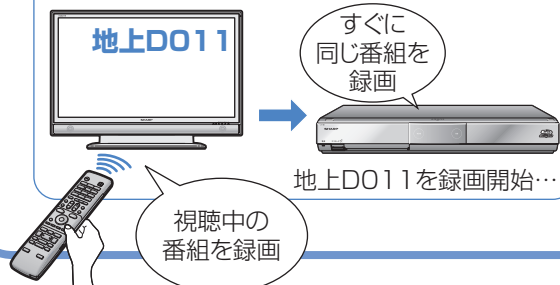 地上D011
すぐに
同じ番組を
録画
SHARP
地上D011を録画開始…
視聴中の
番組を録画